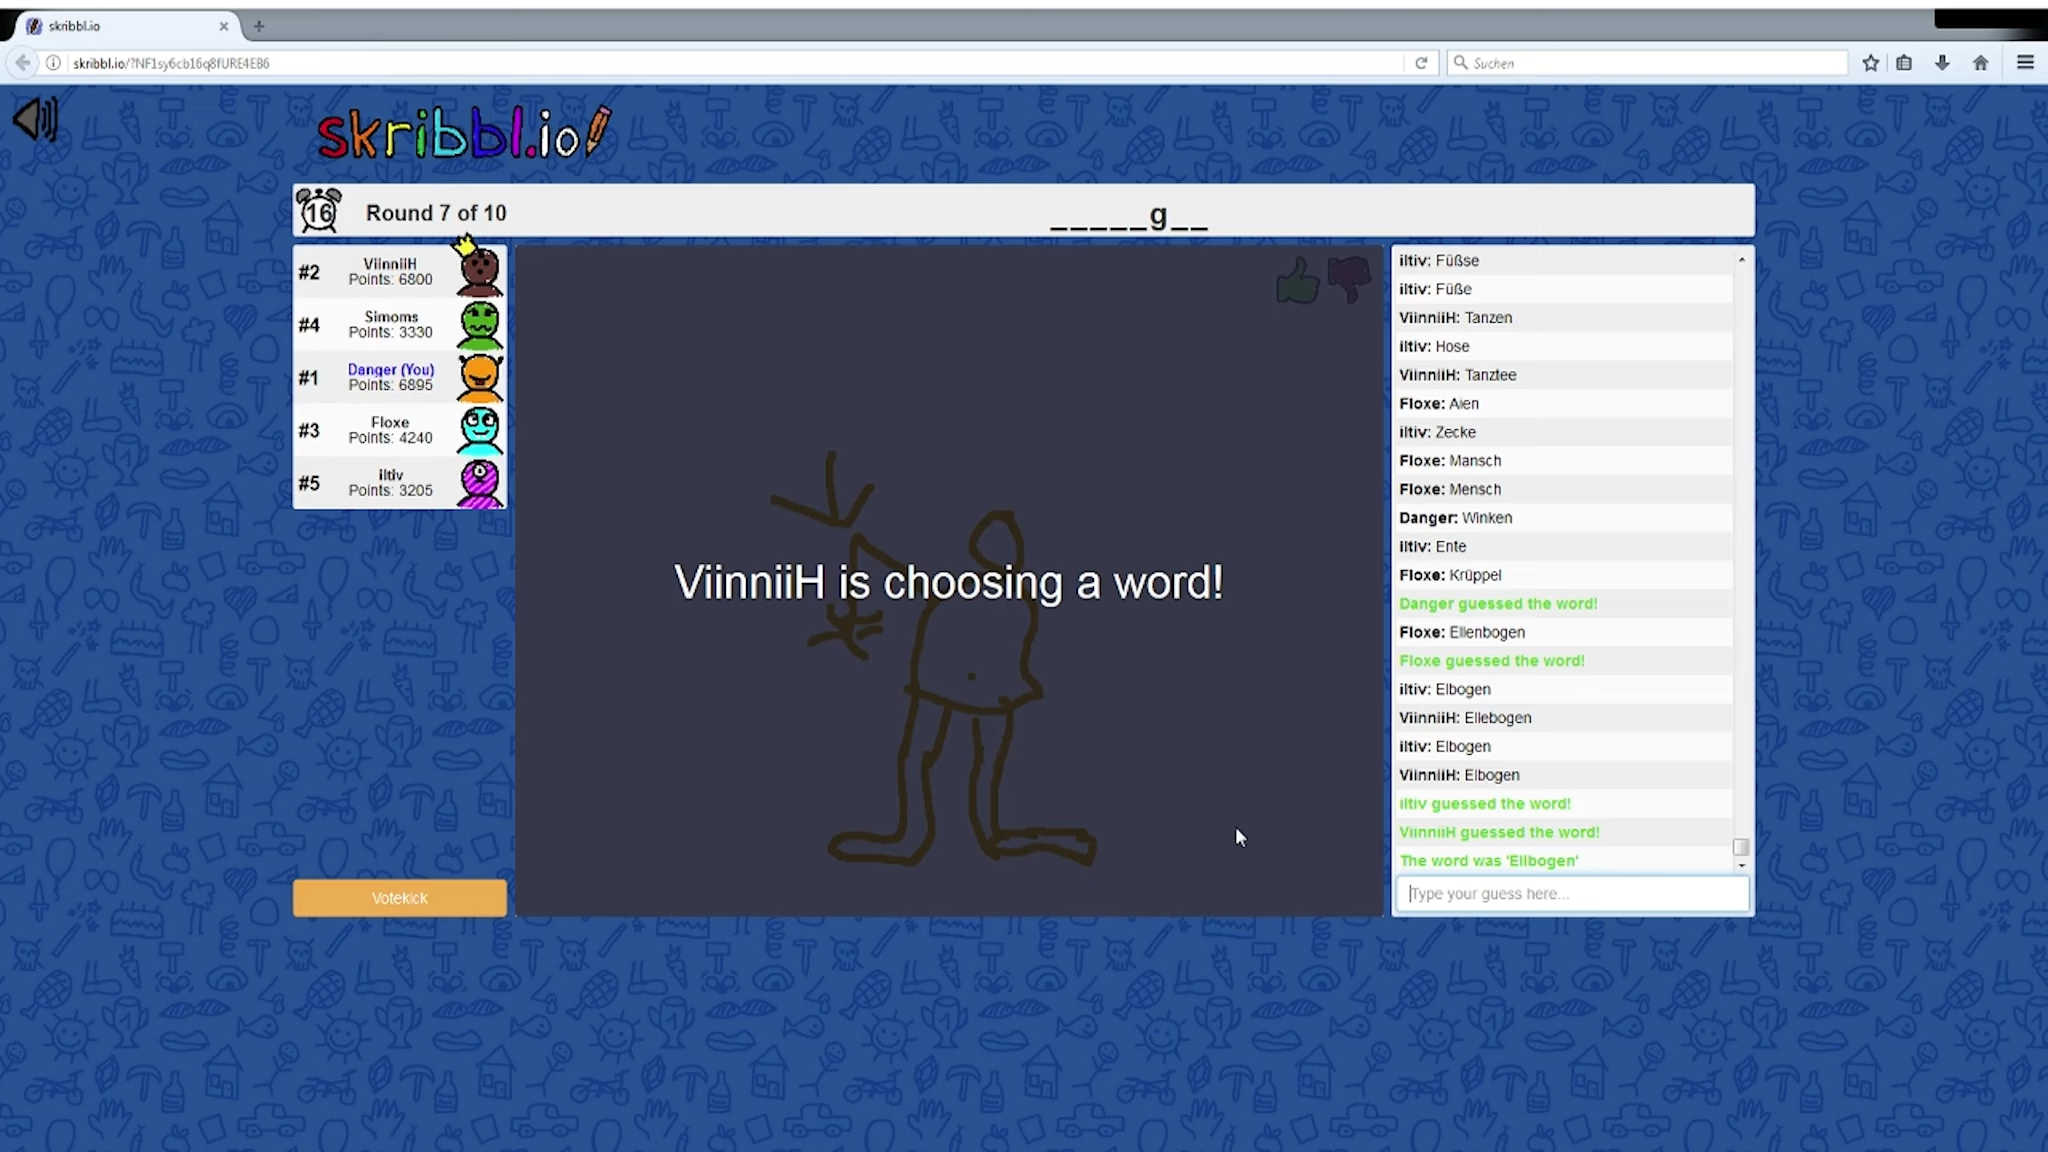 skribbl.io
skribbl.io/?NF1sy6cb16q8fURE4EB6
Suchen
skribbl.io
16
Round 7 of 10
_____g__
#2
ViinniiH
Points: 6800
#4
Simoms
Points: 3330
#1
Danger (You)
Points: 6895
#3
Floxe
Points: 4240
#5
iltiv
Points: 3205
Votekick
ViinniiH is choosing a word!
iltiv: Füßse
iltiv: Füße
ViinniiH: Tanzen
iltiv: Hose
ViinniiH: Tanztee
Floxe: Aien
iltiv: Zecke
Floxe: Mansch
Floxe: Mensch
Danger: Winken
iltiv: Ente
Floxe: Krüppel
Danger guessed the word!
Floxe: Ellenbogen
Floxe guessed the word!
iltiv: Elbogen
ViinniiH: Ellebogen
iltiv: Elbogen
ViinniiH: Elbogen
iltiv guessed the word!
ViinniiH guessed the word!
The word was 'Ellbogen'
Type your guess here...